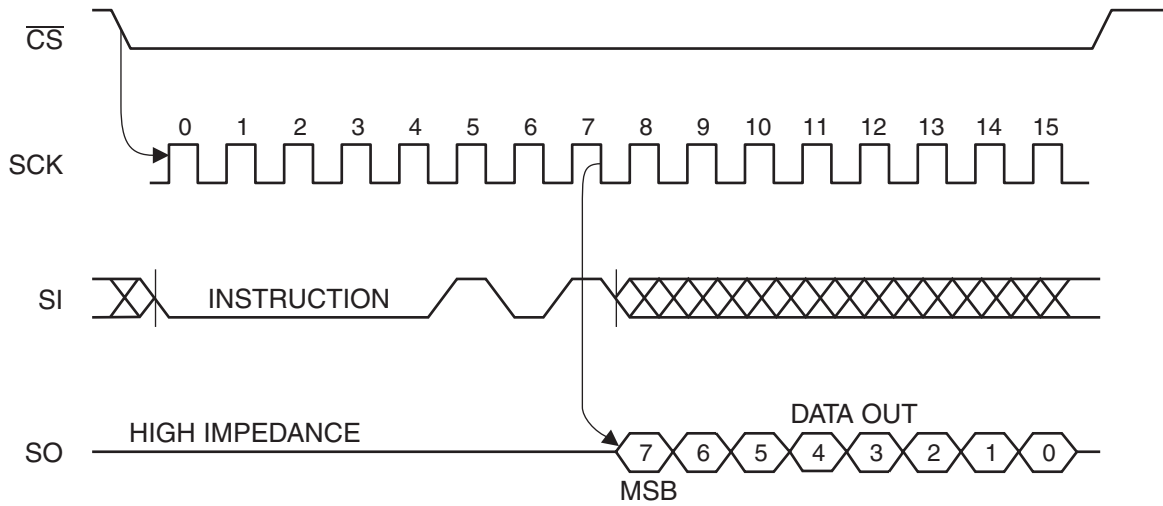 C̅S̅
0 1 2 3 4 5 6 7 8 9 10 11 12 13 14 15
SCK
SI
INSTRUCTION
DATA OUT
HIGH IMPEDANCE
SO
7 6 5 4 3 2 1 0
MSB